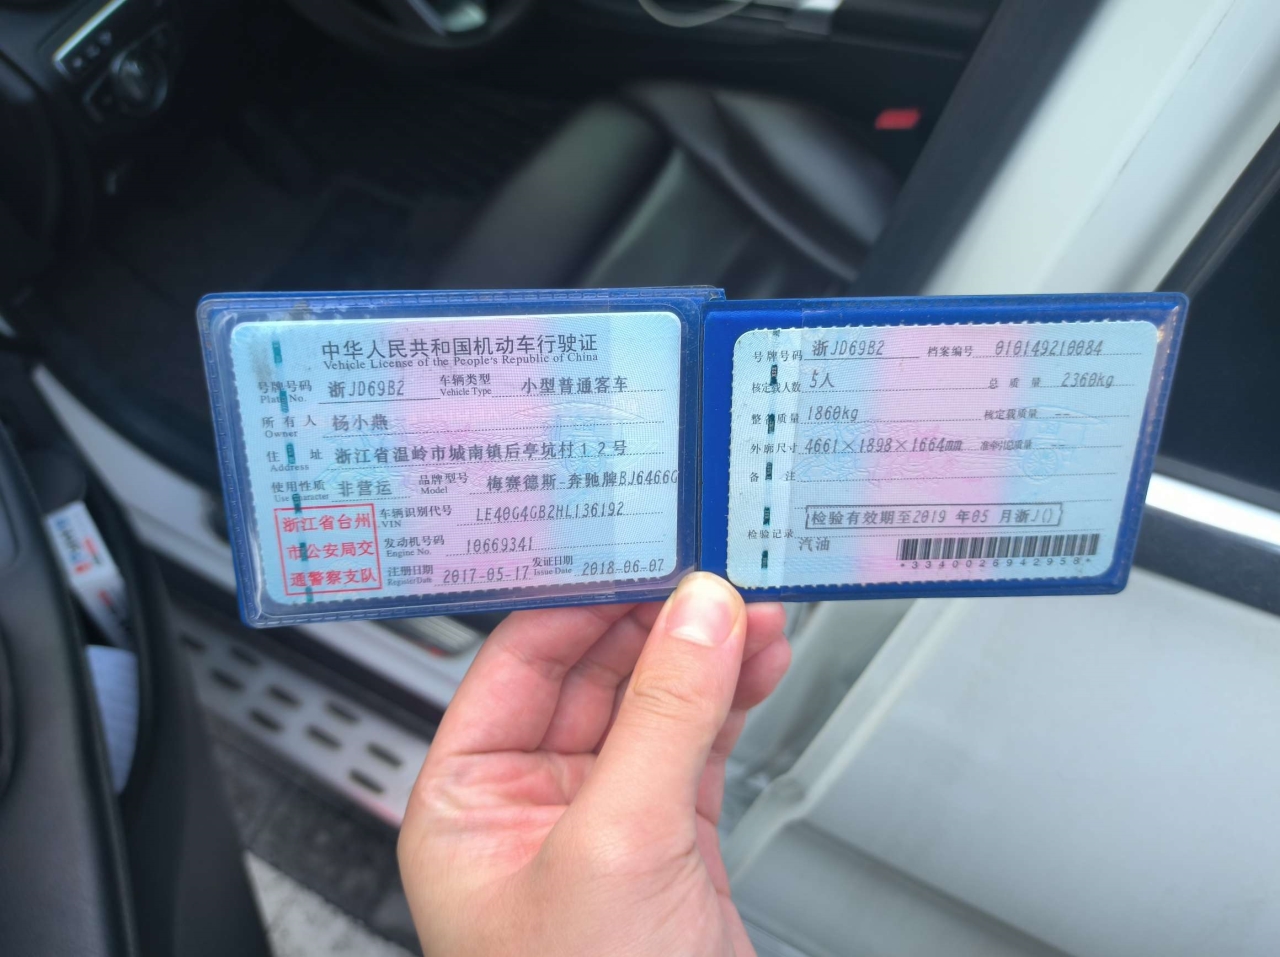 中华人民共和国机动车行驶证
Vehicle License of the People's Republic of China
号牌号码 浙JD69B2 车辆类型 小型普通客车
Plate No. Vehicle Type
所有人 杨小燕
Owner
住址 浙江省温岭市城南镇后亭坑村12号
Address
使用性质 非营运 品牌型号 梅赛德斯-奔驰牌BJ6466G
Use Character Model
浙江省台州
市公安局交
通警察支队
车辆识别代号 LE40G4GB2HL136192
VIN
发动机号码 10669341
Engine No.
注册日期 2017-05-17 发证日期 2018-06-07
Register Date Issue Date
号牌号码 浙JD69B2 档案编号 010149210084
核定载人数 5人 总质量 2360kg
整备质量 1860kg 核定载质量 --
外廓尺寸 4661×1898×1664mm 准牵引总质量 --
备注
检验有效期至2019年05月浙J()
检验记录 汽油
*3340026942958*